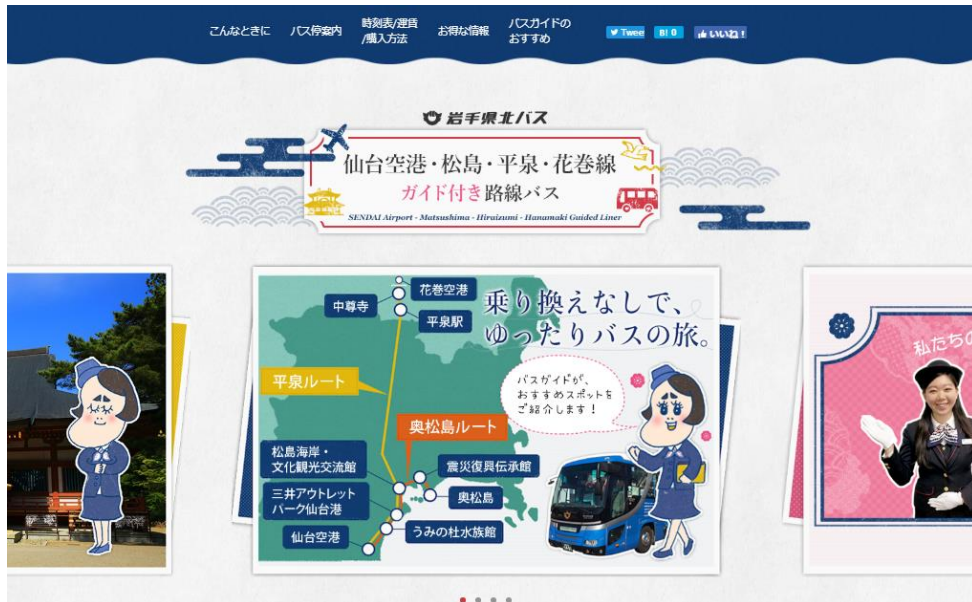 こんなときに
バス停案内
時刻表/運賃
/購入方法
お得な情報
バスガイドの
おすすめ
Twee
B! 0
いいね!
岩手県北バス
仙台空港・松島・平泉・花巻線
ガイド付き路線バス
SENDAI Airport - Matsushima - Hiraizumi - Hanamaki Guided Liner
乗り換えなしで、
ゆったりバスの旅。
花巻空港
中尊寺
平泉駅
バスガイドが、
おすすめスポットを
ご紹介します!
平泉ルート
奥松島ルート
松島海岸・
文化観光交流館
震災復興伝承館
三井アウトレット
パーク仙台港
奥松島
仙台空港
うみの杜水族館
私たちの